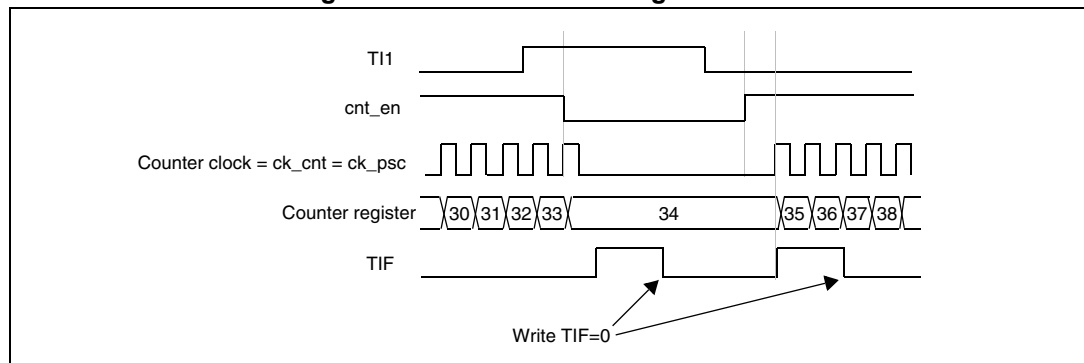 TI1
cnt_en
Counter clock = ck_cnt = ck_psc
Counter register 30 31 32 33 34 35 36 37 38
TIF
Write TIF=0